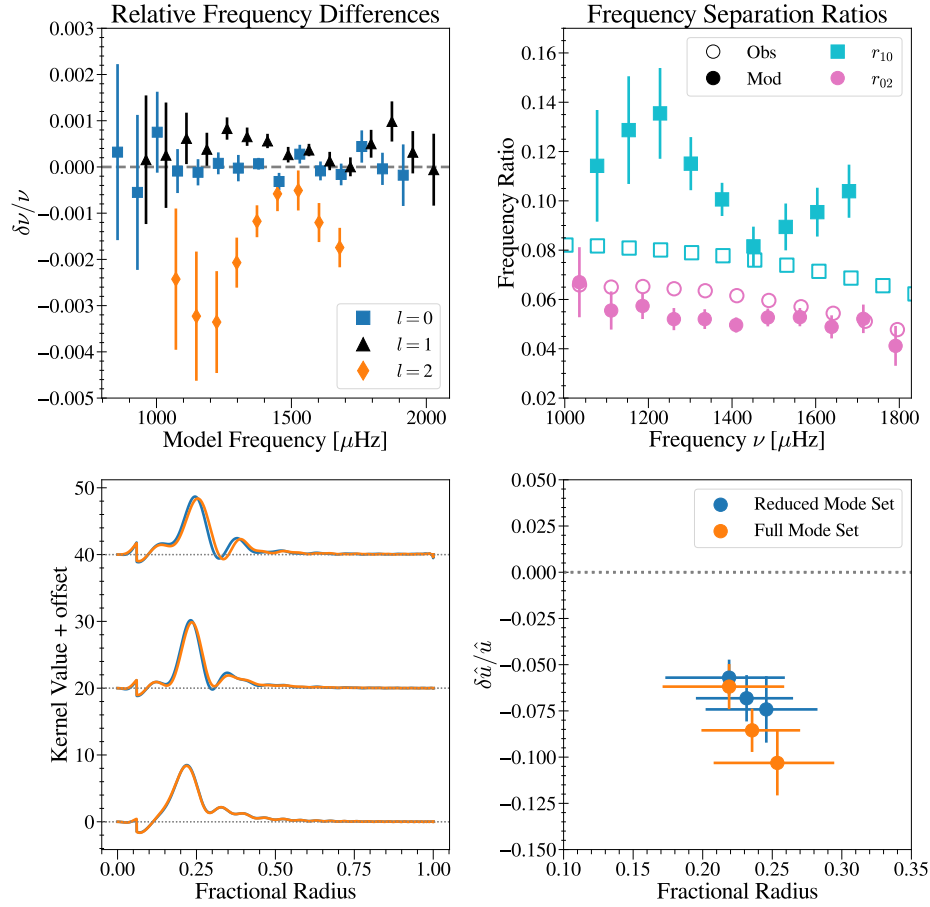 Relative Frequency Differences
0.003
0.002
0.001
0.000
−0.001
−0.002
−0.003
−0.004
−0.005
δν/ν
l = 0
l = 1
l = 2
1000
1500
2000
Model Frequency [μHz]
Frequency Separation Ratios
0.16
0.14
0.12
0.10
0.08
0.06
0.04
0.02
Frequency Ratio
Obs
Mod
r10
r02
1000
1200
1400
1600
1800
Frequency ν [μHz]
50
40
30
20
10
0
Kernel Value + offset
0.00
0.25
0.50
0.75
1.00
Fractional Radius
0.050
0.025
0.000
−0.025
−0.050
−0.075
−0.100
−0.125
−0.150
δû/û
Reduced Mode Set
Full Mode Set
0.10
0.15
0.20
0.25
0.30
0.35
Fractional Radius